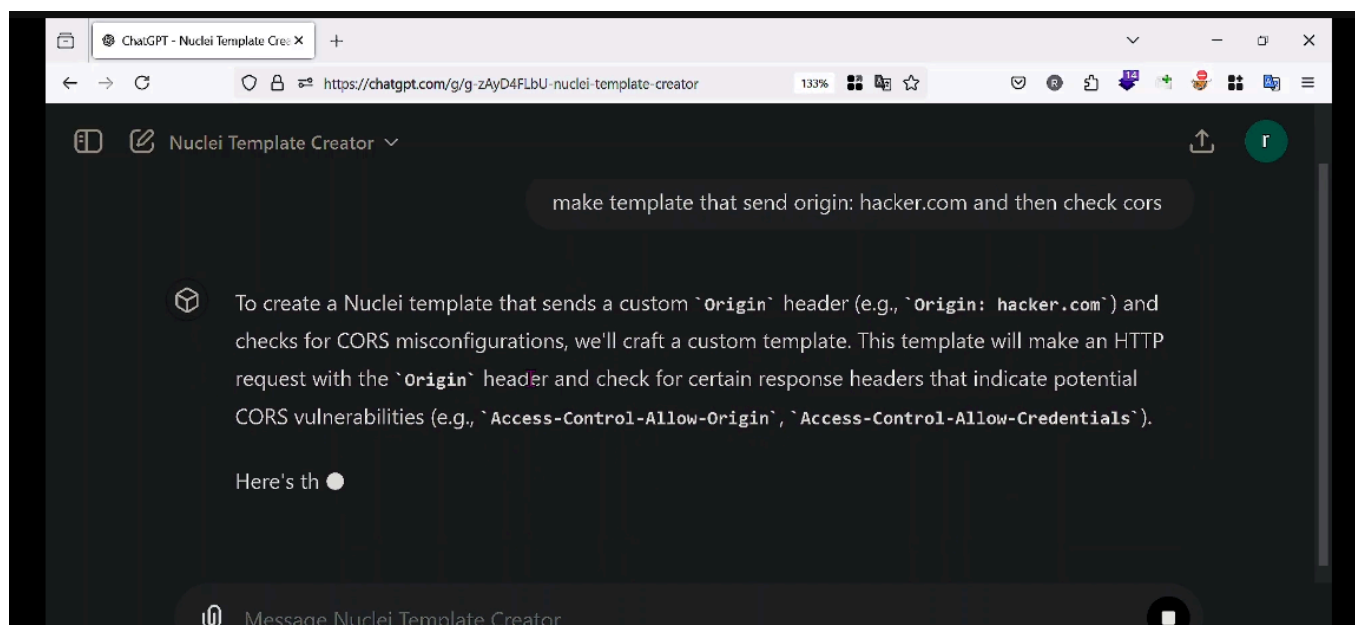 ChatGPT - Nuclei Template Crea
https://chatgpt.com/g/g-zAyD4FLbU-nuclei-template-creator
133%
14
Nuclei Template Creator
r
make template that send origin: hacker.com and then check cors
To create a Nuclei template that sends a custom `Origin` header (e.g., `Origin: hacker.com`) and
checks for CORS misconfigurations, we'll craft a custom template. This template will make an HTTP
request with the `Origin` header and check for certain response headers that indicate potential
CORS vulnerabilities (e.g., `Access-Control-Allow-Origin`, `Access-Control-Allow-Credentials`).
Here's th
Message Nuclei Template Creator